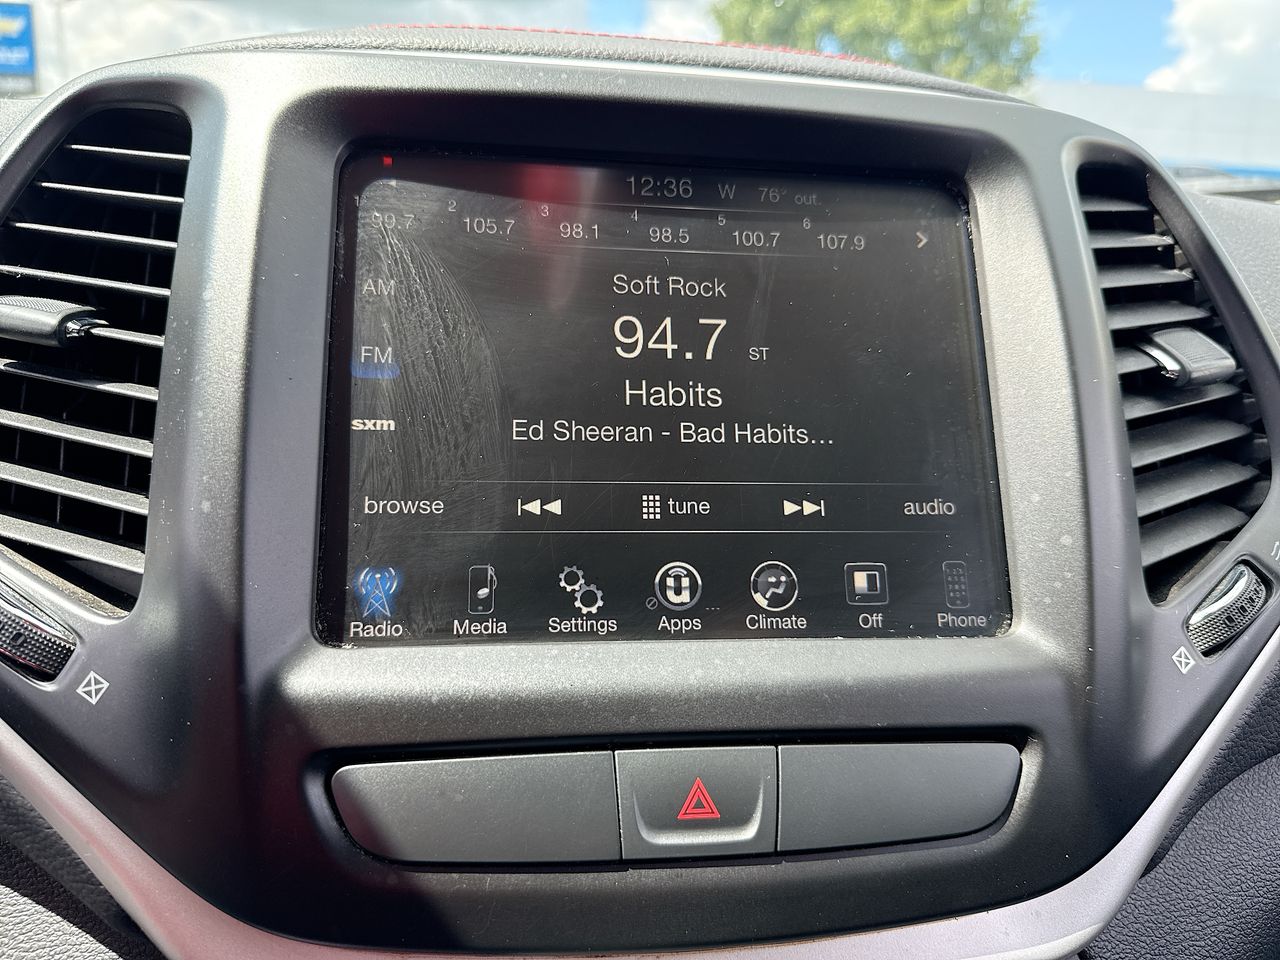 12:36 W 76° out.
1 99.7 2 105.7 3 98.1 4 98.5 5 100.7 6 107.9
AM
Soft Rock
94.7 ST
FM
Habits
sxm
Ed Sheeran - Bad Habits...
browse tune audio
Radio Media Settings Apps Climate Off Phone